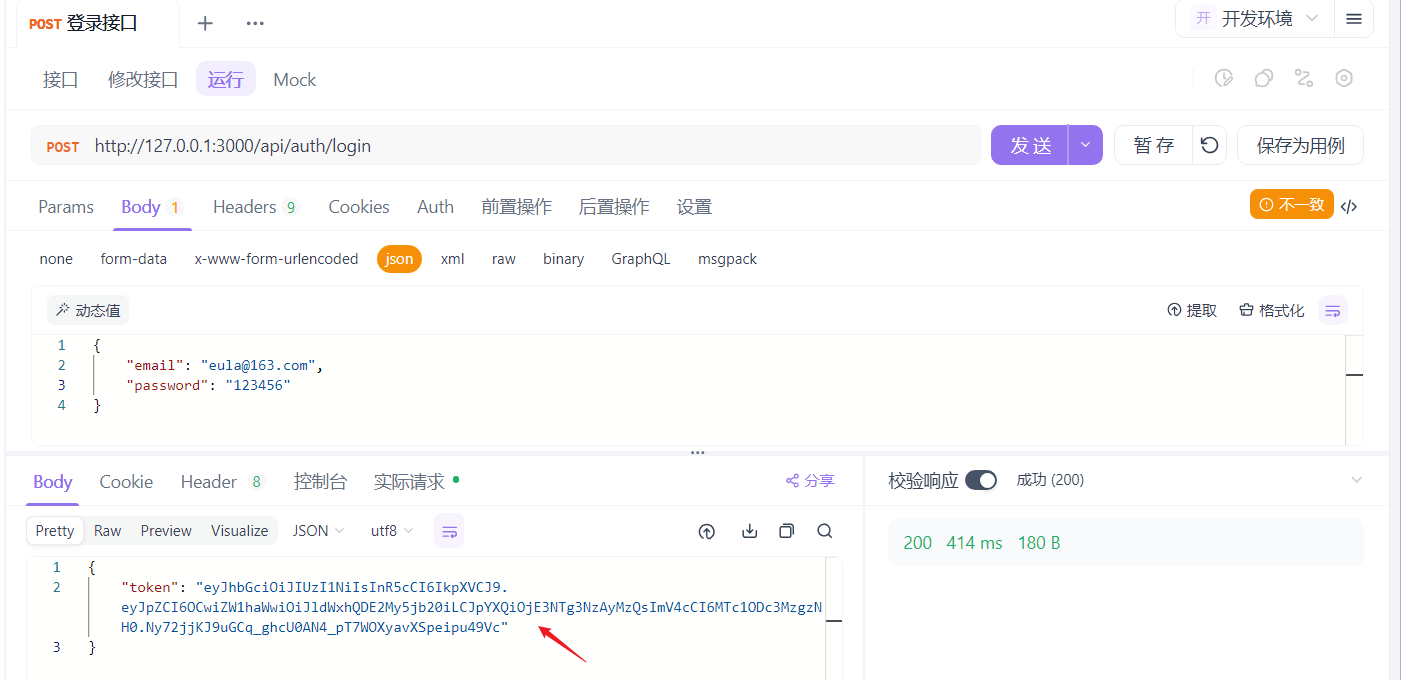 POST 登录接口
开 开发环境
接口 修改接口 运行 Mock
POST http://127.0.0.1:3000/api/auth/login 发送 暂存 保存为用例
Params Body 1 Headers 9 Cookies Auth 前置操作 后置操作 设置 不一致
none form-data x-www-form-urlencoded json xml raw binary GraphQL msgpack
动态值 提取 格式化
1 {
2 "email": "eula@163.com",
3 "password": "123456"
4 }
Body Cookie Header 8 控制台 实际请求 分享 校验响应 成功 (200)
Pretty Raw Preview Visualize JSON utf8
200 414 ms 180 B
1 {
2 "token": "eyJhbGciOiJIUzI1NiIsInR5cCI6IkpXVCJ9.
eyJpZCI6OCwiZW1haWwiOiJldWxhQDE2My5jb20iLCJpYXQiOjE3NTg3NzAyMzQsImV4cCI6MTc1ODc3MzgzN
H0.Ny72jjKJ9uGCq_ghcU0AN4_pT7WOXyavXSpeipu49Vc"
3 }